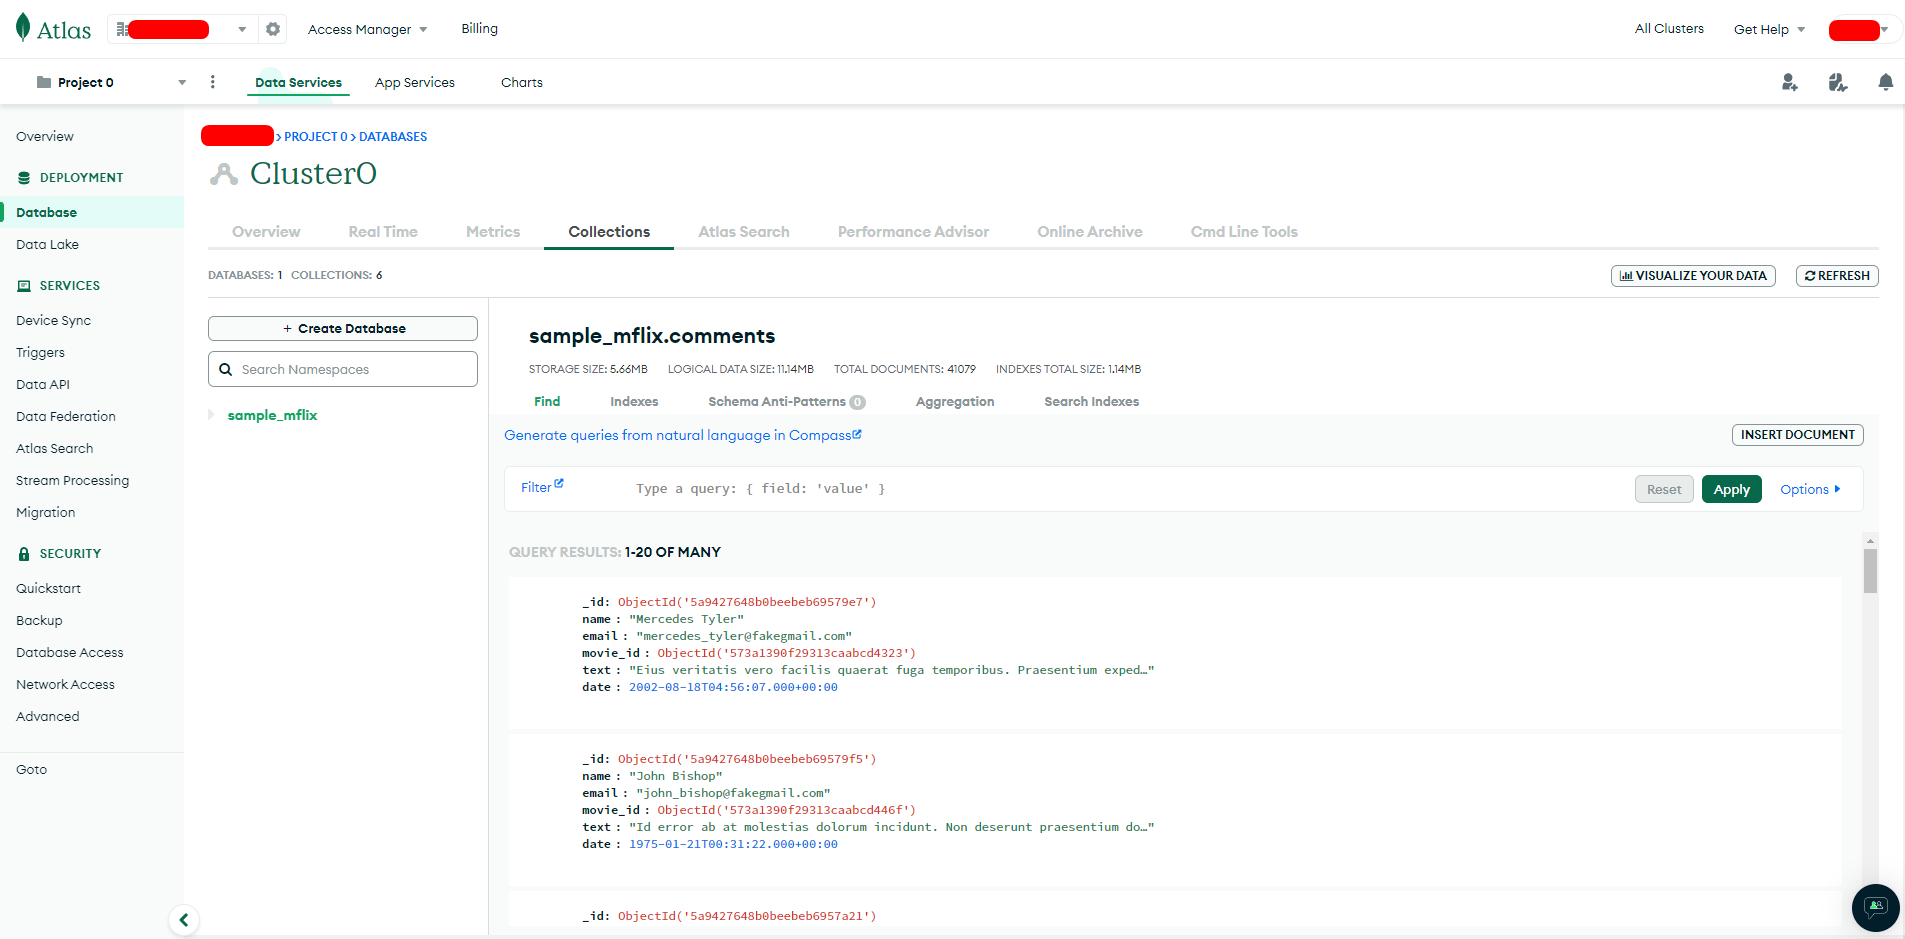 Atlas
Access Manager
Billing
All Clusters
Get Help
Project 0
Data Services
App Services
Charts
Overview
DEPLOYMENT
Database
Data Lake
SERVICES
Device Sync
Triggers
Data API
Data Federation
Atlas Search
Stream Processing
Migration
SECURITY
Quickstart
Backup
Database Access
Network Access
Advanced
Goto
> PROJECT 0 > DATABASES
Cluster0
Overview
Real Time
Metrics
Collections
Atlas Search
Performance Advisor
Online Archive
Cmd Line Tools
DATABASES: 1 COLLECTIONS: 6
VISUALIZE YOUR DATA
REFRESH
+ Create Database
Search Namespaces
sample_mflix
sample_mflix.comments
STORAGE SIZE: 5.66MB LOGICAL DATA SIZE: 11.14MB TOTAL DOCUMENTS: 41079 INDEXES TOTAL SIZE: 1.14MB
Find
Indexes
Schema Anti-Patterns 0
Aggregation
Search Indexes
Generate queries from natural language in Compass
INSERT DOCUMENT
Filter
Type a query: { field: 'value' }
Reset
Apply
Options
QUERY RESULTS: 1-20 OF MANY
_id: ObjectId('5a9427648b0beebeb69579e7')
name : "Mercedes Tyler"
email : "mercedes_tyler@fakegmail.com"
movie_id : ObjectId('573a1390f29313caabcd4323')
text : "Eius veritatis vero facilis quaerat fuga temporibus. Praesentium exped…"
date : 2002-08-18T04:56:07.000+00:00
_id: ObjectId('5a9427648b0beebeb69579f5')
name : "John Bishop"
email : "john_bishop@fakegmail.com"
movie_id : ObjectId('573a1390f29313caabcd446f')
text : "Id error ab at molestias dolorum incidunt. Non deserunt praesentium do…"
date : 1975-01-21T00:31:22.000+00:00
_id: ObjectId('5a9427648b0beebeb6957a21')